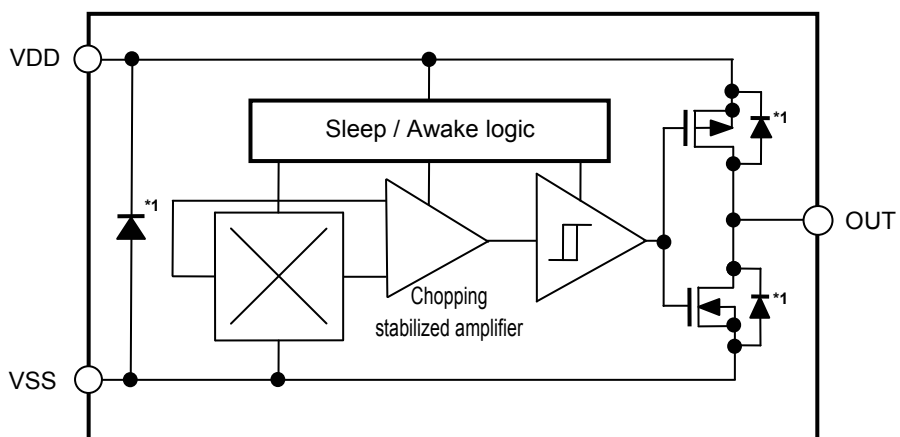 VDD
Sleep / Awake logic
*1
*1
OUT
*1
Chopping
stabilized amplifier
VSS